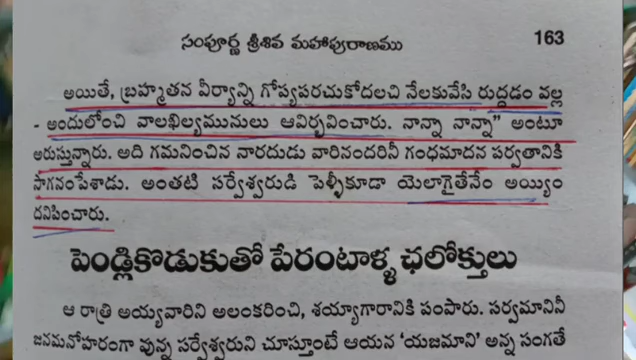 సంపూర్ణ శ్రీశివ మహాపురాణము 163
అయితే, బ్రహ్మతన వీర్యాన్ని గోప్యపరచుకోదలచి నేలకువేసి రుద్దడం వల్ల
- అందులోంచి వాలఖిల్యమునులు ఆవిర్భవించారు. నాన్నా నాన్నా” అంటూ
అరుస్తున్నారు. అది గమనించిన నారదుడు వారినందరినీ గంధమాదన పర్వతానికి
సాగనంపేశాడు. అంతటి సర్వేశ్వరుడి పెళ్ళీకూడా యెలాగైతేనేం అయ్యిం
దనిపించారు.
పెండ్లికొడుకుతో పేరంటాళ్ళ ఛలోక్తులు
ఆ రాత్రి అయ్యవారిని అలంకరించి, శయ్యాగారానికి పంపారు. సర్వమానినీ
జనమనోహరంగా వున్న సర్వేశ్వరుని చూస్తూంటే ఆయన ‘యజమాని’ అన్న సంగతే